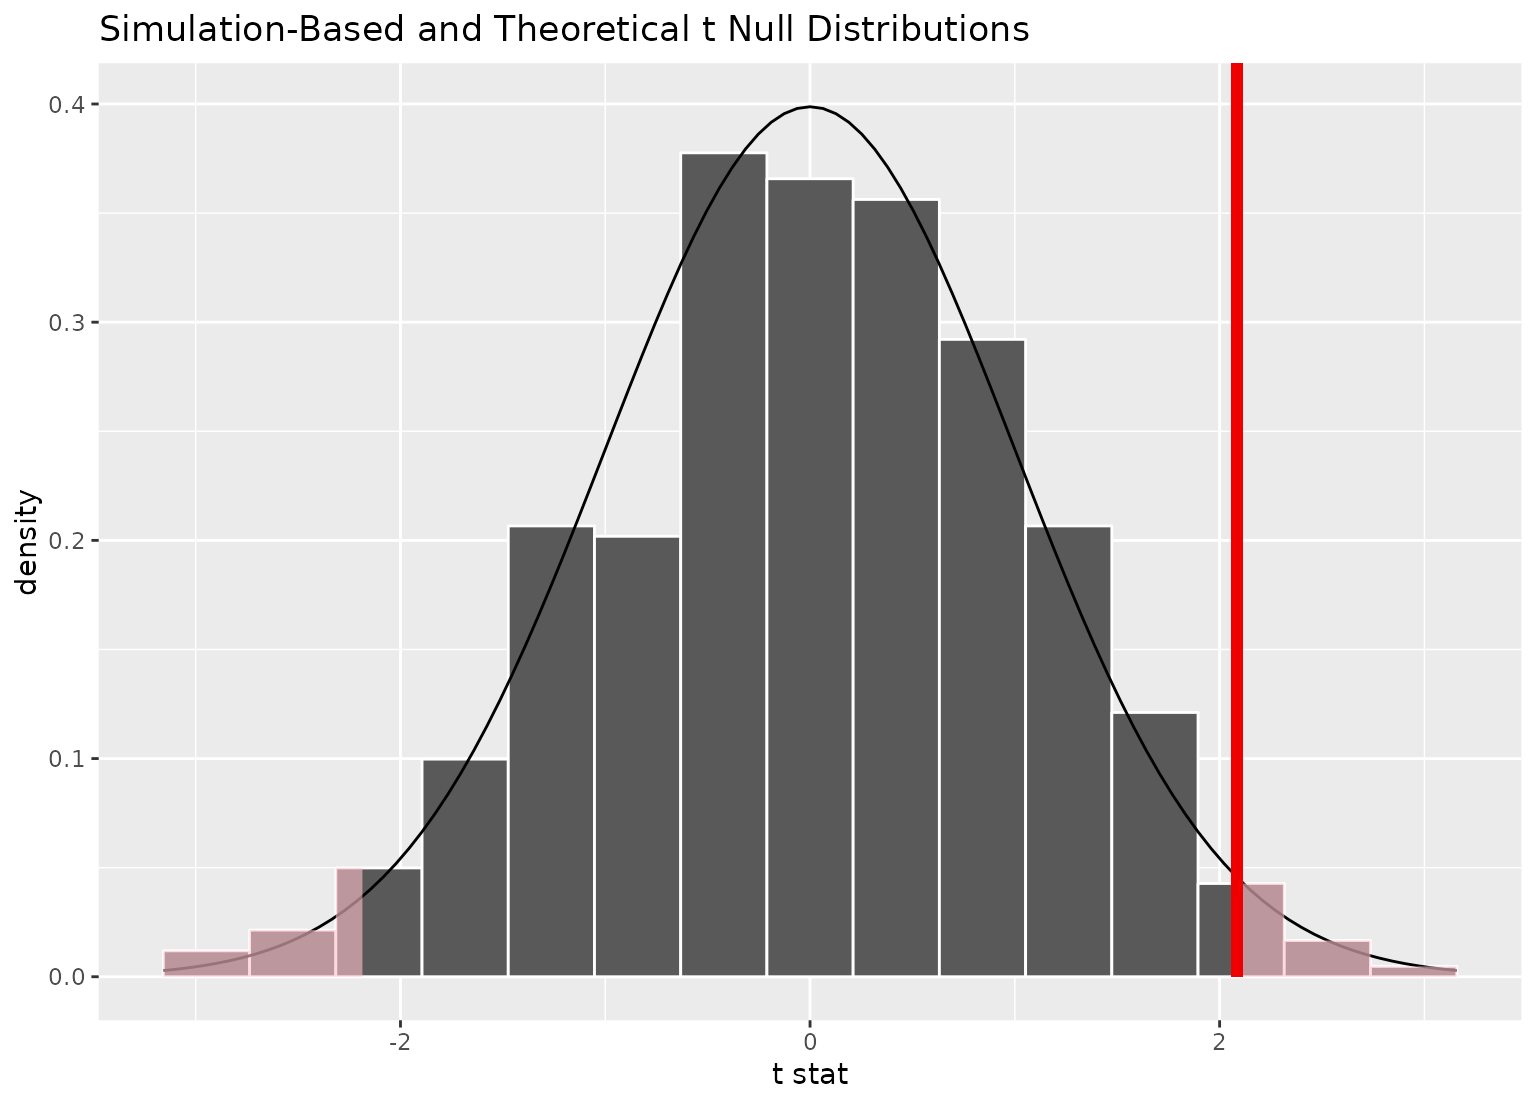 Simulation-Based and Theoretical t Null Distributions
0.4
0.3
0.2
0.1
0.0
density
-2 0 2
t stat